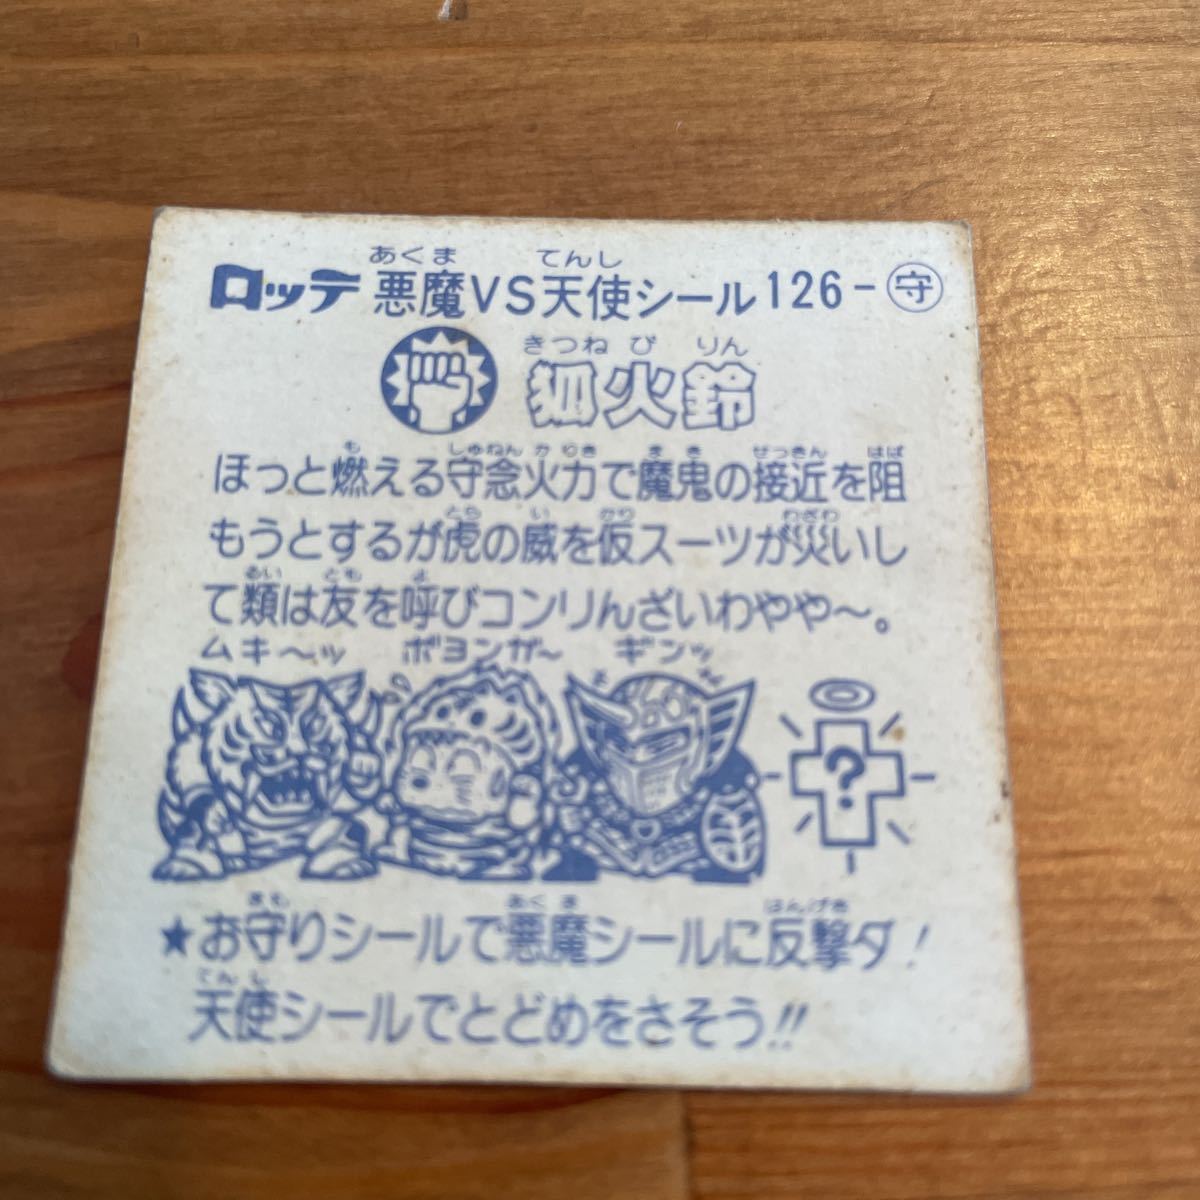 あくま てんし
ロッテ 悪魔VS天使シール 126-守
きつね び りん
狐火鈴
も しゅねん か りき ま き せっきん はば
ほっと燃える守念火力で魔鬼の接近を阻
とら い かり わざわ
もうとするが虎の威を仮スーツが災いし
るい とも よ
て類は友を呼びコンリんざいわやや〜。
ムキ〜ッ ボヨンガ〜 ギンッ
?
まも あくま はんげき
★お守りシールで悪魔シールに反撃ダ!
てんし
天使シールでとどめをさそう!!